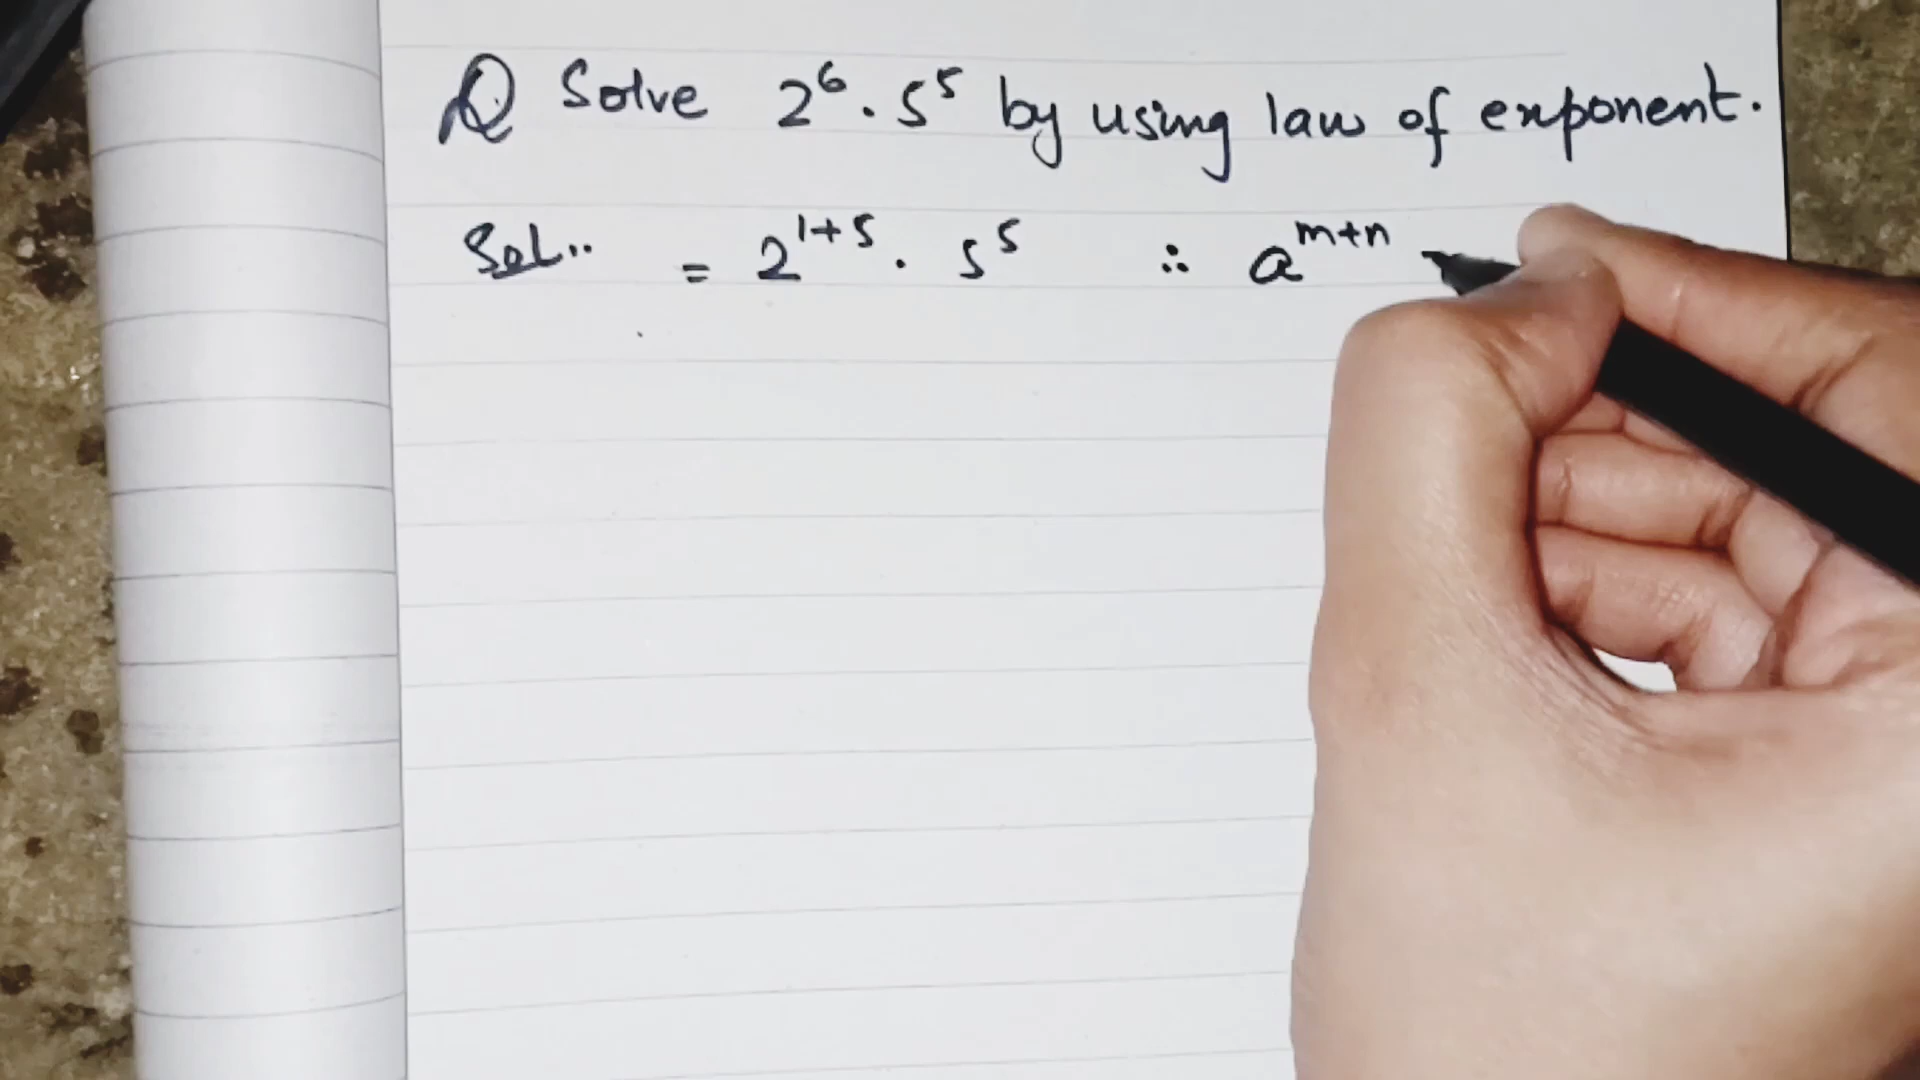 Q Solve 2⁶ · 5⁵ by using law of exponent.
Sol.. = 2¹⁺⁵ · 5⁵ ∴ aᵐ⁺ⁿ